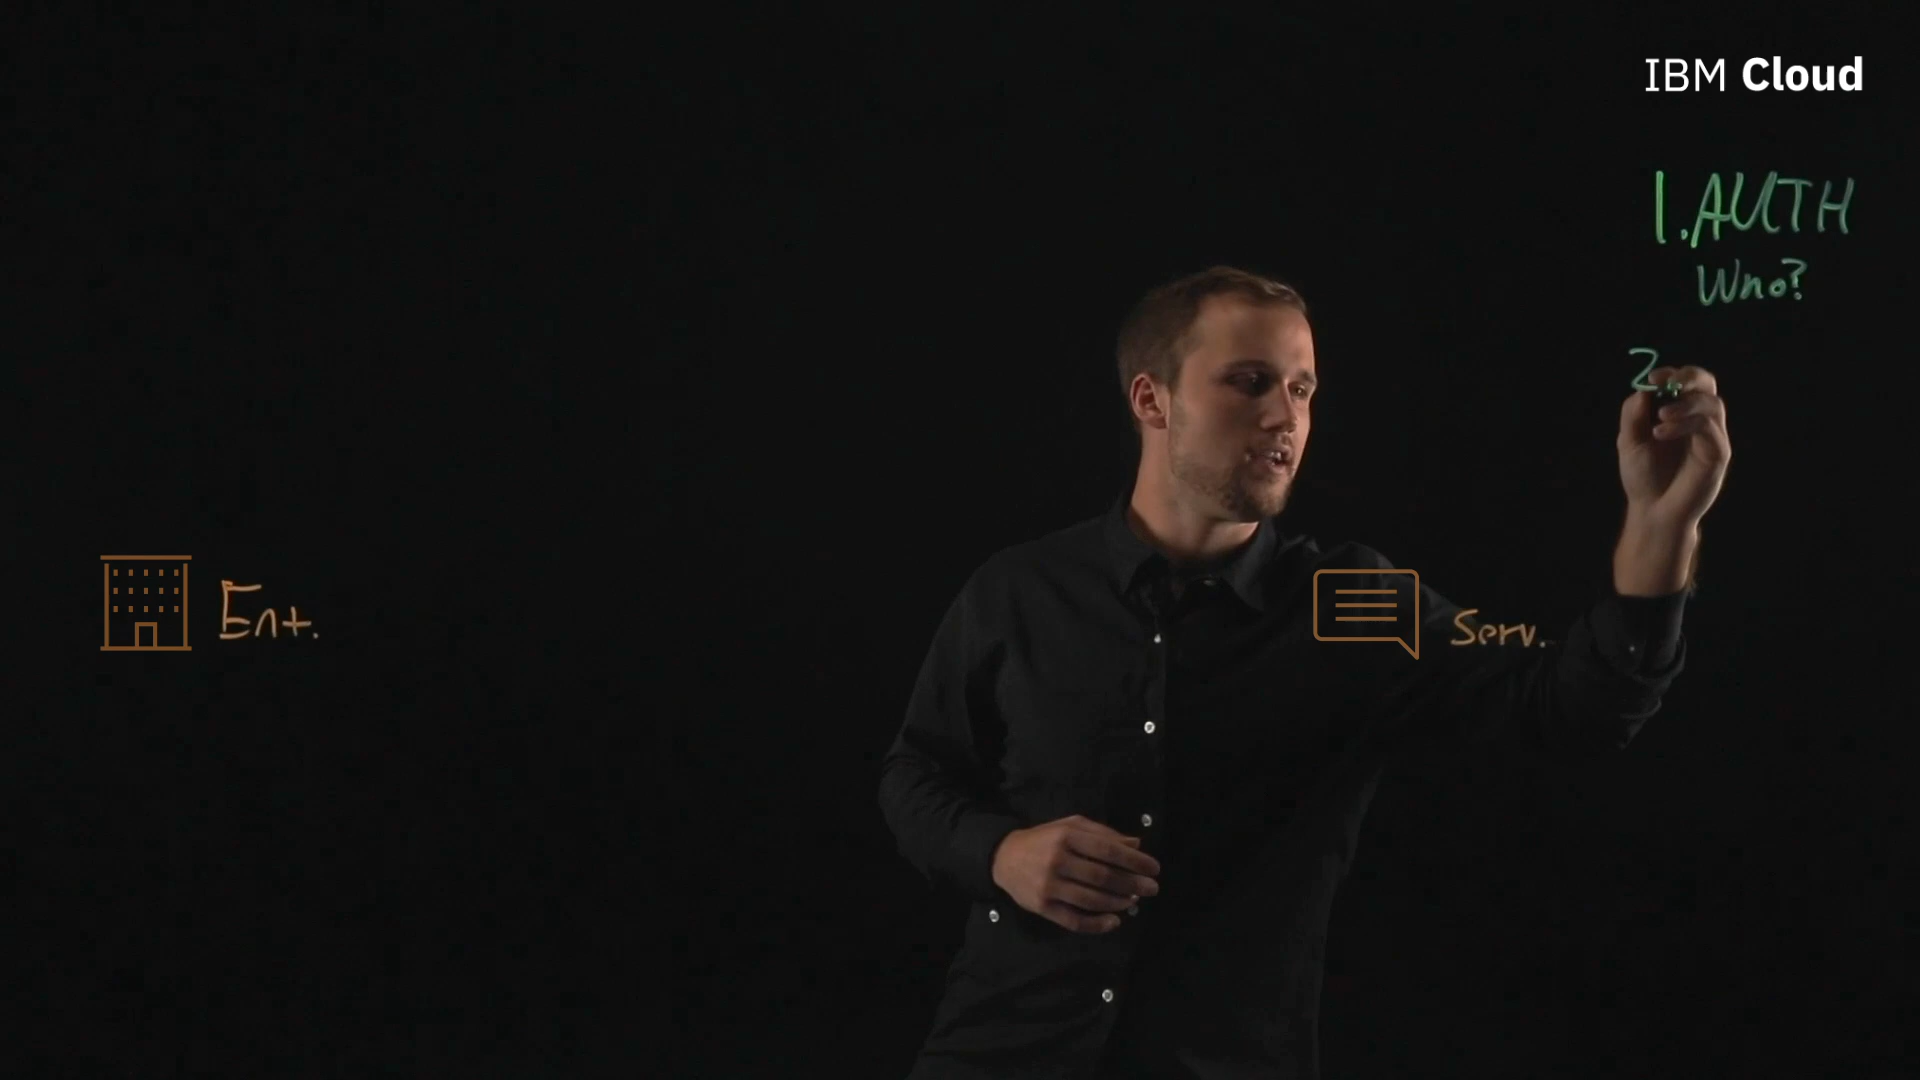 IBM Cloud
1. AUTH
Who?
2.
Ent.
Serv.